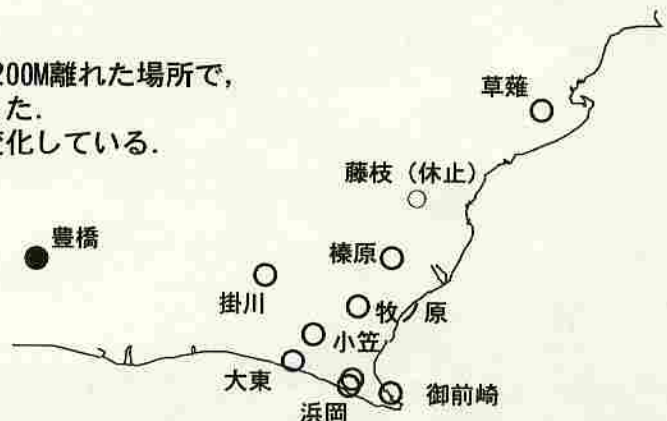 200M離れた場所で,
た.
変化している.
草薙
藤枝（休止）
豊橋
榛原
掛川
牧ノ原
小笠
大東
御前崎
浜岡